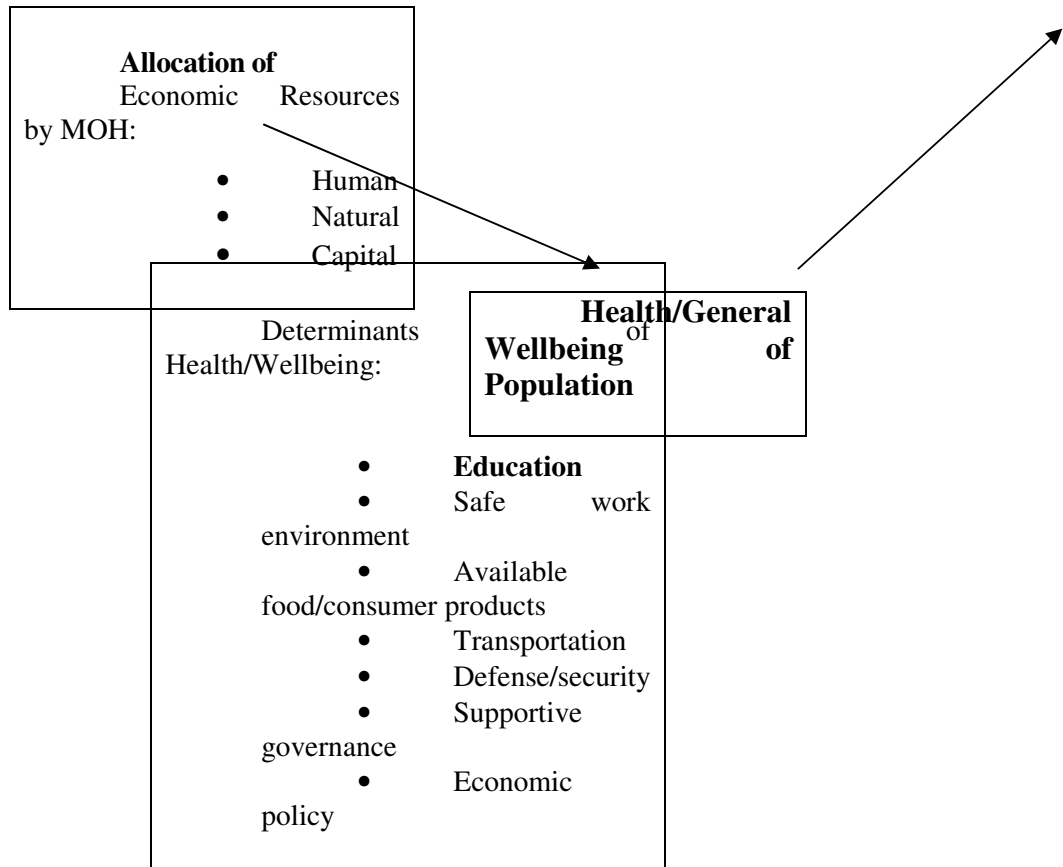 Allocation of
Economic Resources
by MOH:
• Human
• Natural
• Capital
Determinants of
Health/Wellbeing:
Health/General
Wellbeing of
Population
• Education
• Safe work
environment
• Available
food/consumer products
• Transportation
• Defense/security
• Supportive
governance
• Economic
policy